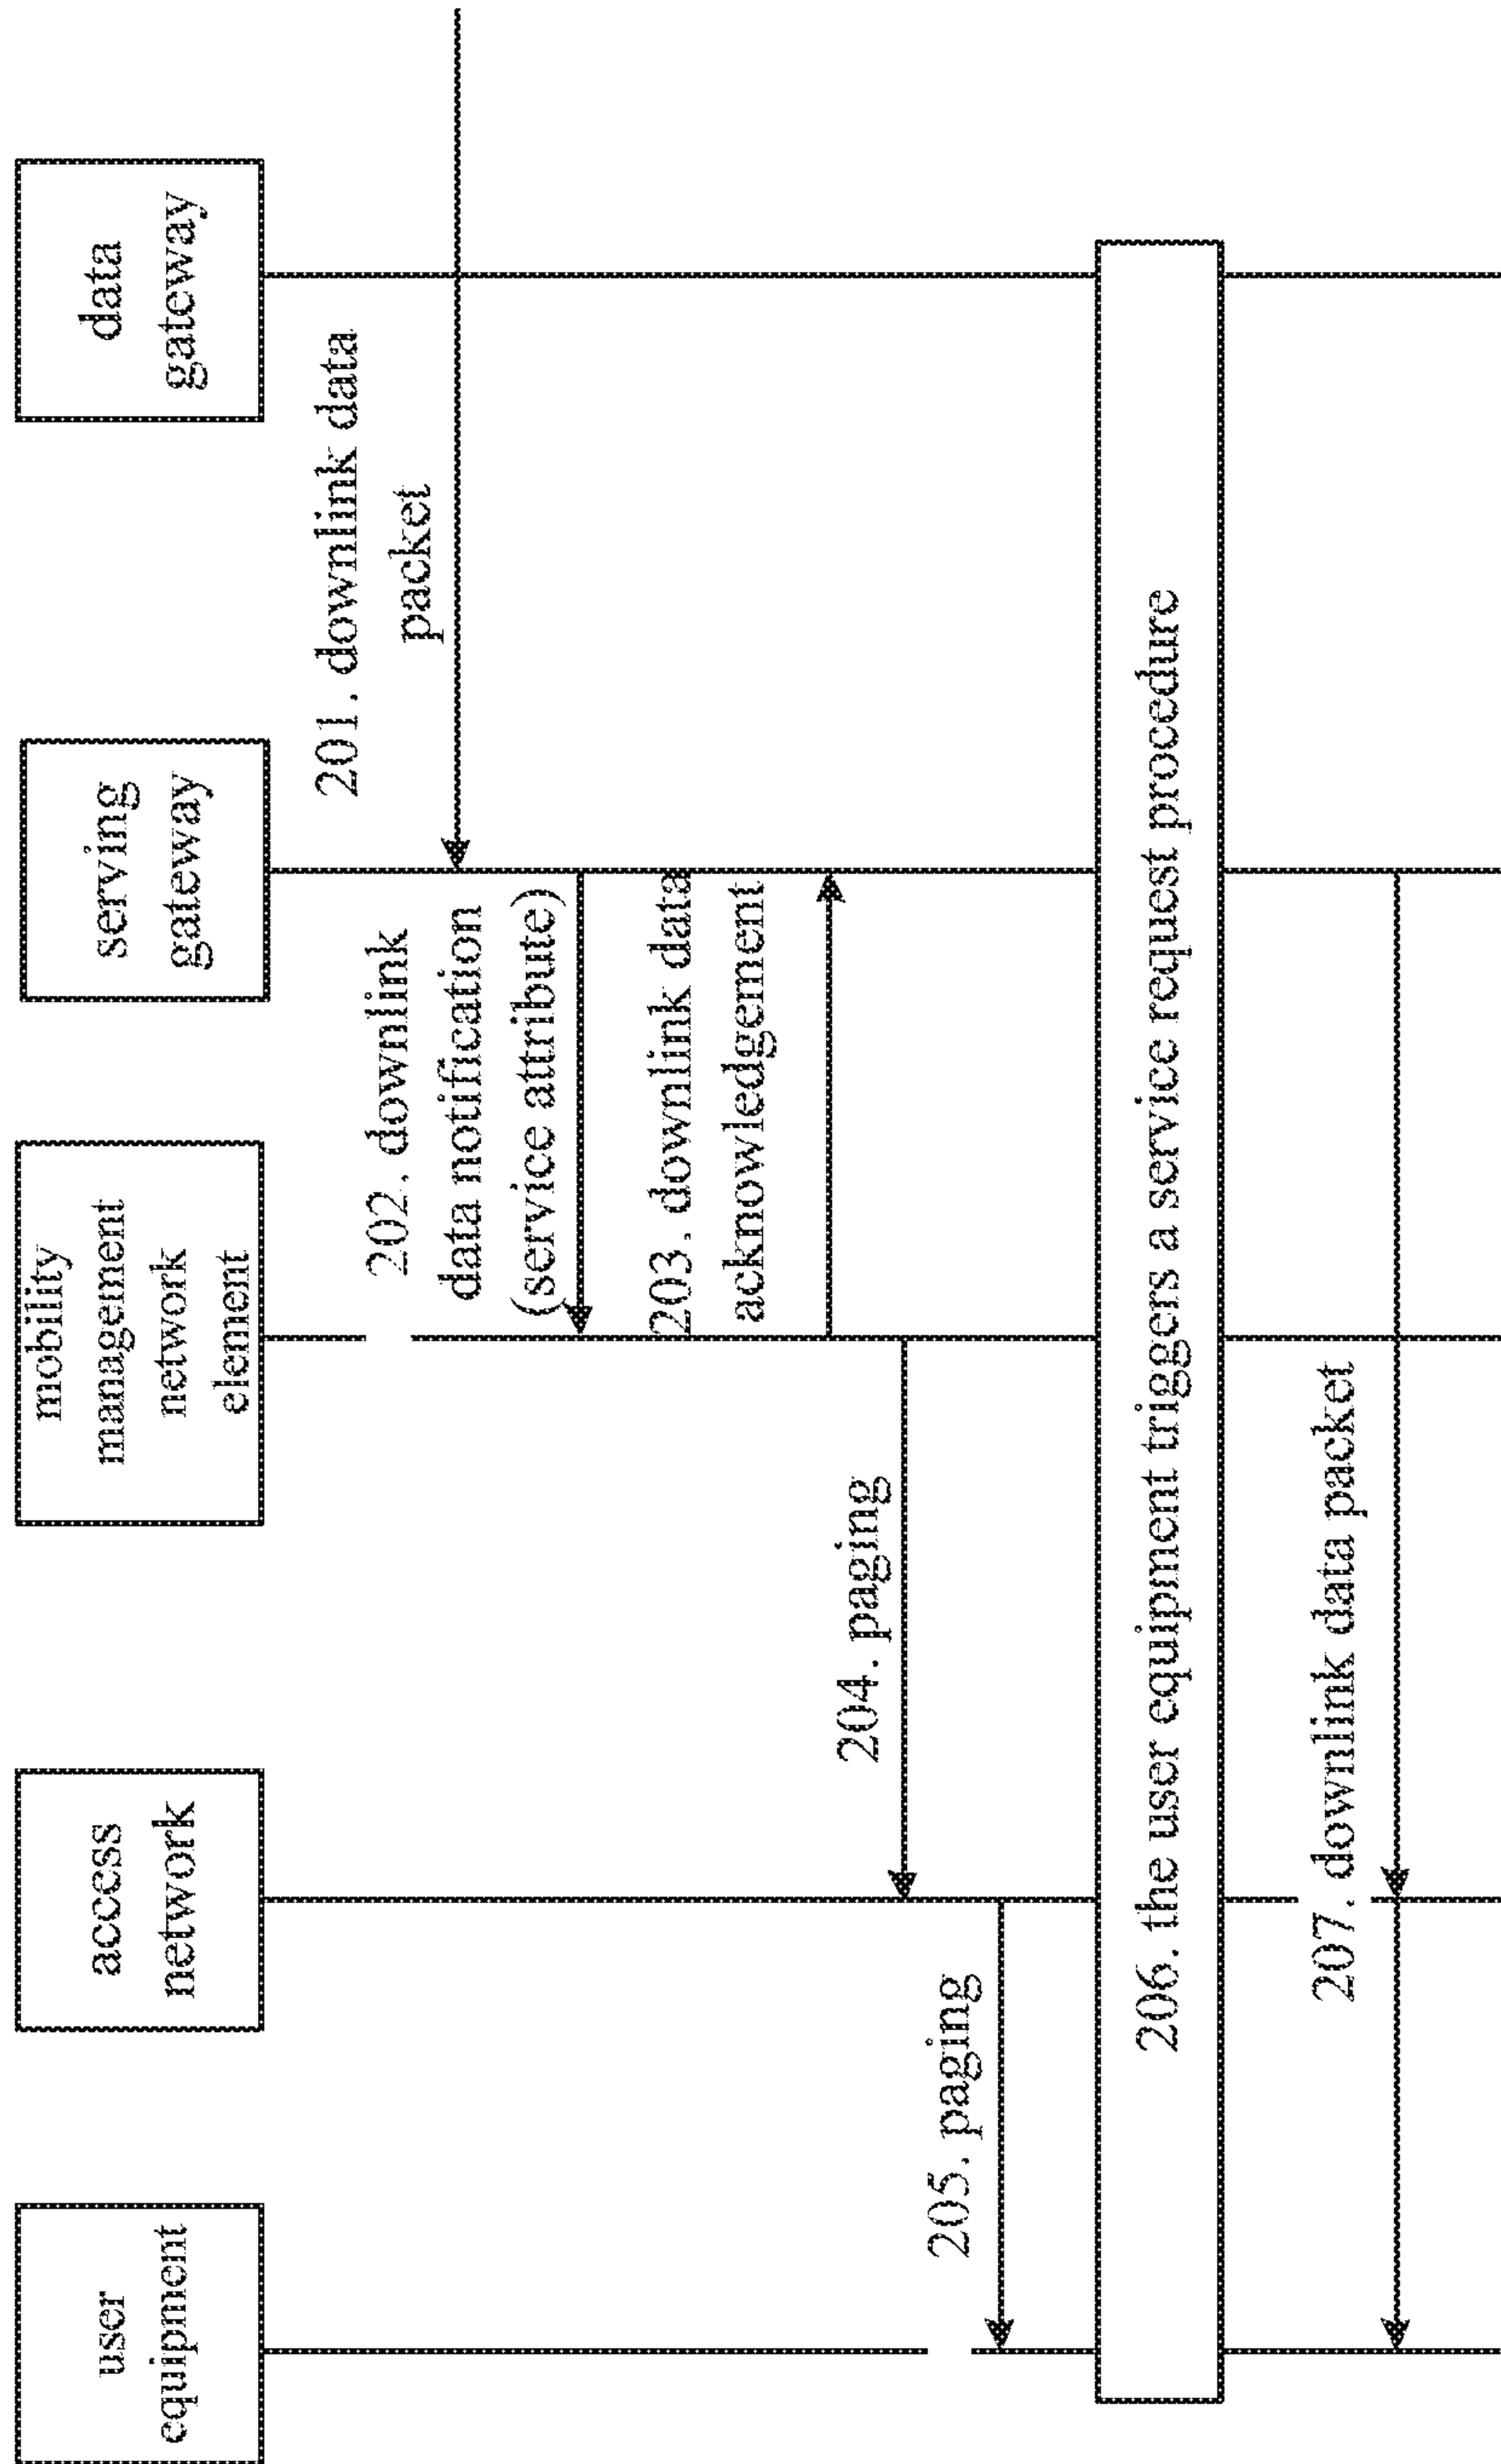 user
equipment
access
network
mobility
management
network
element
serving
gateway
data
gateway
201. downlink data
packet
202. downlink
data notification
(service attribute)
203. downlink data
acknowledgement
204. paging
205. paging
206. the user equipment triggers a service request procedure
207. downlink data packet